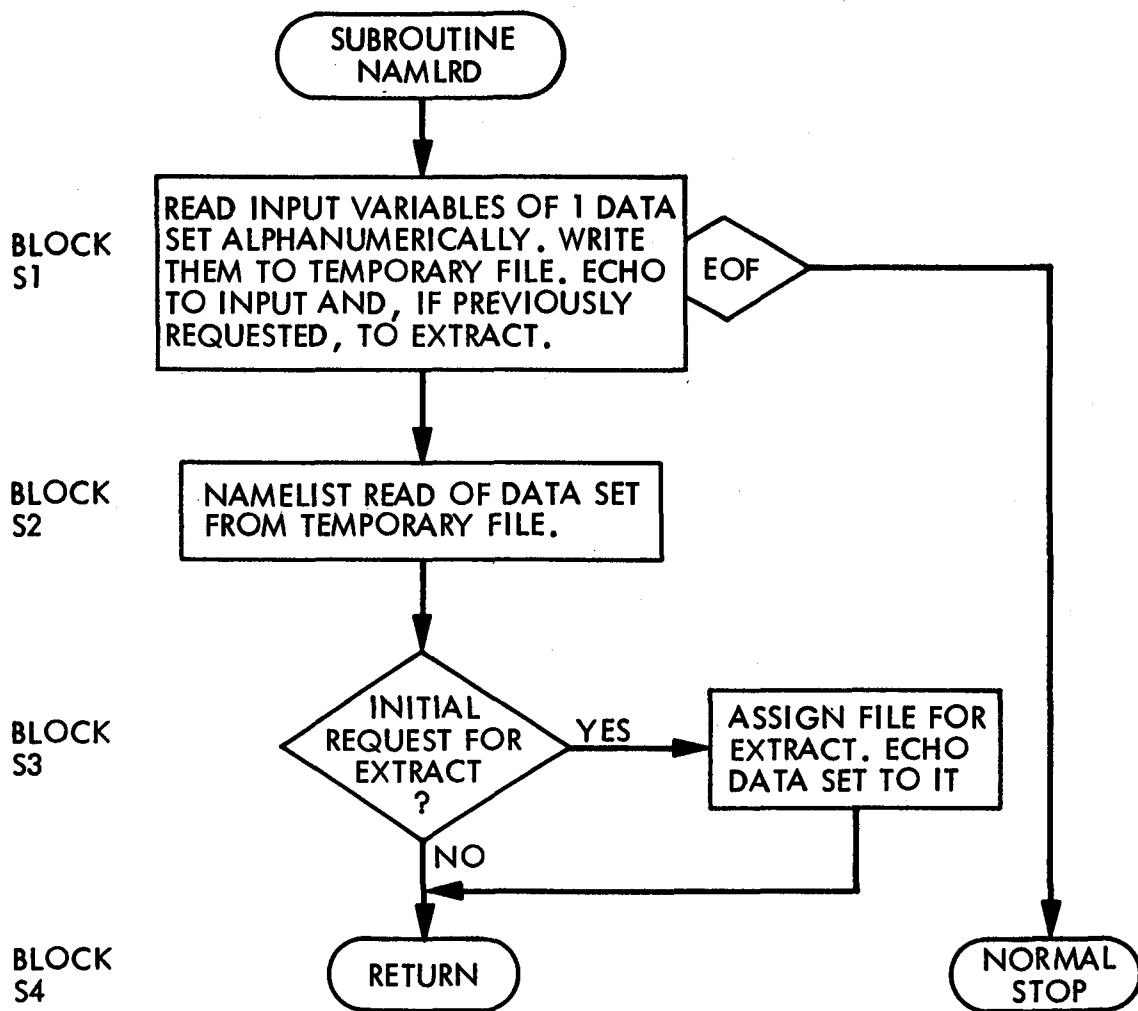 SUBROUTINE
NAMLRD
BLOCK
S1
READ INPUT VARIABLES OF 1 DATA
SET ALPHANUMERICALLY. WRITE
THEM TO TEMPORARY FILE. ECHO
TO INPUT AND, IF PREVIOUSLY
REQUESTED, TO EXTRACT.
EOF
BLOCK
S2
NAMELIST READ OF DATA SET
FROM TEMPORARY FILE.
BLOCK
S3
INITIAL
REQUEST FOR
EXTRACT
?
YES
ASSIGN FILE FOR
EXTRACT. ECHO
DATA SET TO IT
NO
BLOCK
S4
RETURN
NORMAL
STOP